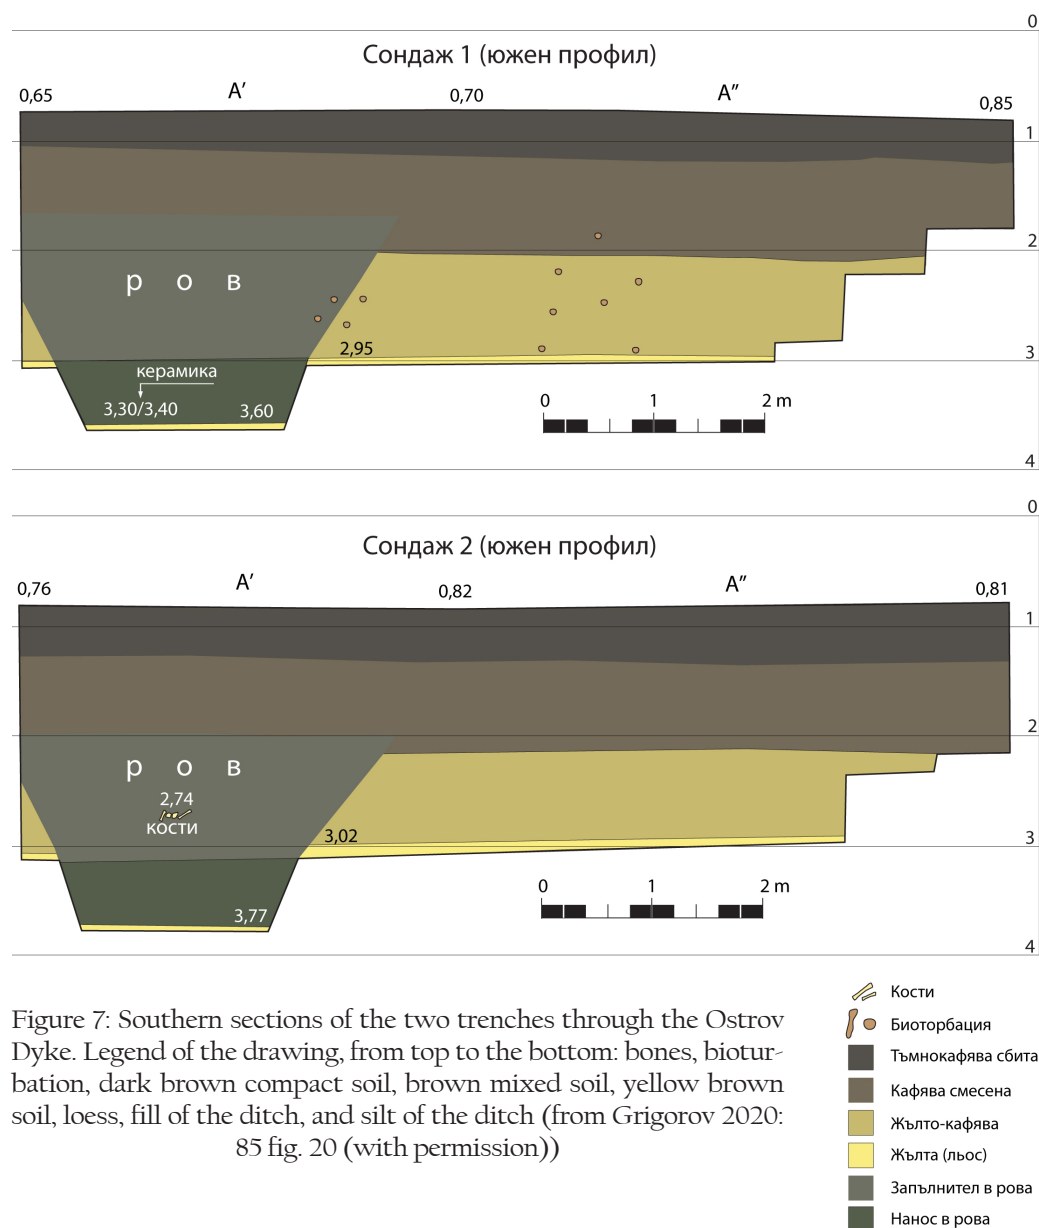 0
Сондаж 1 (южен профил)
0,65 A’ 0,70 A” 0,85
1
2
ров
2,95
3
керамика
3,30/3,40 3,60
0 1 2 m
4
0
Сондаж 2 (южен профил)
0,76 A’ 0,82 A” 0,81
1
2
ров
2,74
кости
3,02
3
0 1 2 m
3,77
4
Figure 7: Southern sections of the two trenches through the Ostrov
Dyke. Legend of the drawing, from top to the bottom: bones, biotur-
bation, dark brown compact soil, brown mixed soil, yellow brown
soil, loess, fill of the ditch, and silt of the ditch (from Grigorov 2020:
85 fig. 20 (with permission))
Кости
Биоторбация
Тъмнокафява сбита
Кафява смесена
Жълто-кафява
Жълта (льос)
Запълнител в рова
Нанос в рова